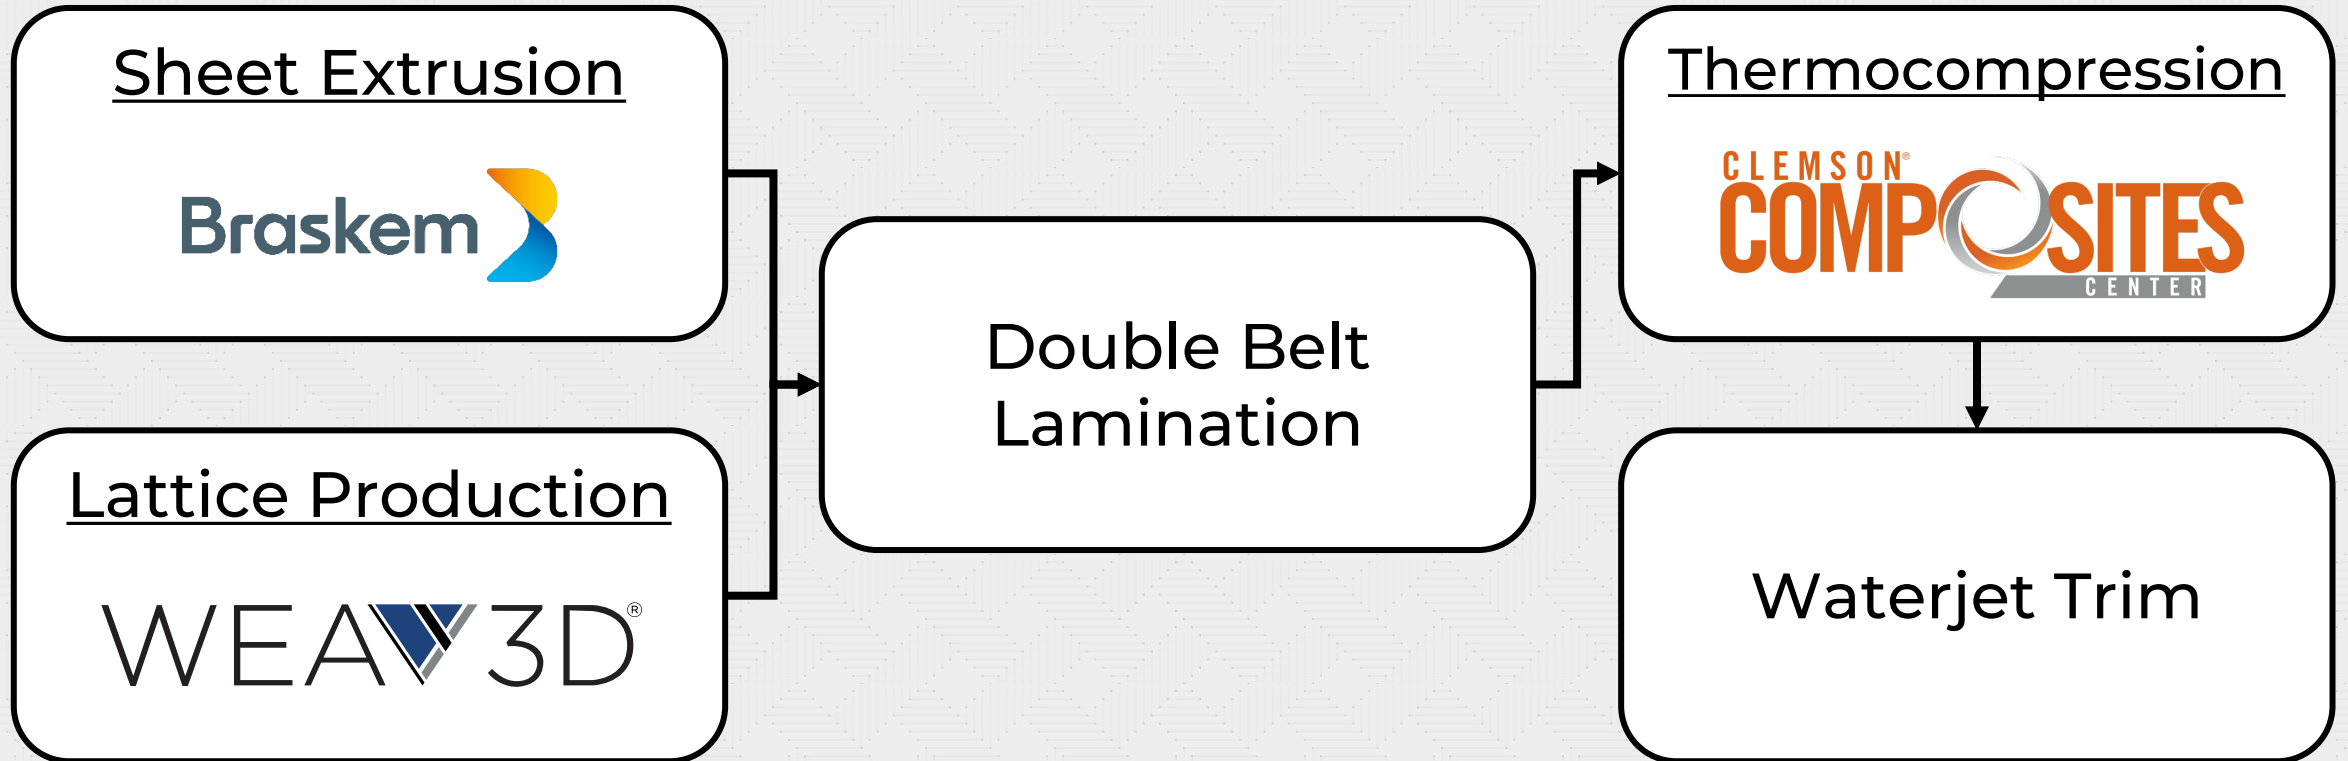 Sheet Extrusion
Braskem
Lattice Production
WEAV3D®
Double Belt
Lamination
Thermocompression
CLEMSON®
COMPOSITES
CENTER
Waterjet Trim